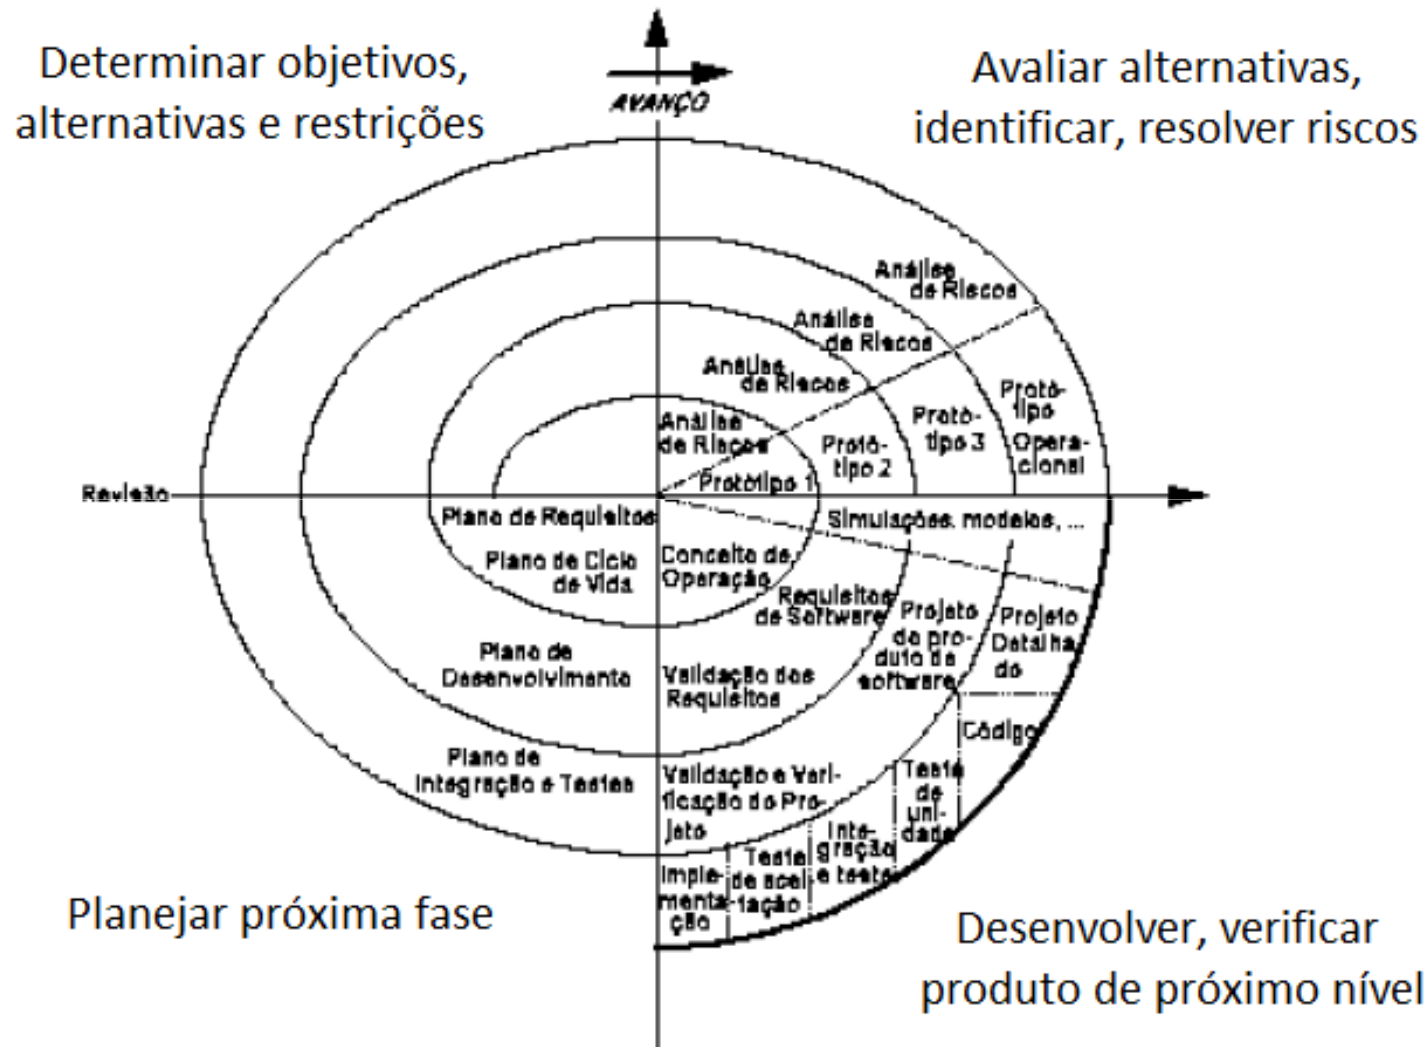 Determinar objetivos,
alternativas e restrições
AVANÇO
Avaliar alternativas,
identificar, resolver riscos
Análise
de Riscos
Análise
de Riscos
Análise
de Riscos
Análise
de Riscos
Protó-
tipo
Opera-
cional
Protó-
tipo 3
Protó-
tipo 2
Protótipo 1
Revisão
Plano de Requisitos
Simulações, modelos, ...
Plano de Ciclo
de Vida
Conceito de
Operação
Requisitos
de Software
Projeto
do pro-
duto de
software
Projeto
Detalha
do
Plano de
Desenvolvimento
Validação dos
Requisitos
Código
Plano de
Integração e Testes
Validação e Veri-
ficação do Pro-
jeto
Teste
de
uni-
dade
Inte-
gração
e teste
Teste
de acei
tação
Imple-
menta-
ção
Planejar próxima fase
Desenvolver, verificar
produto de próximo nível